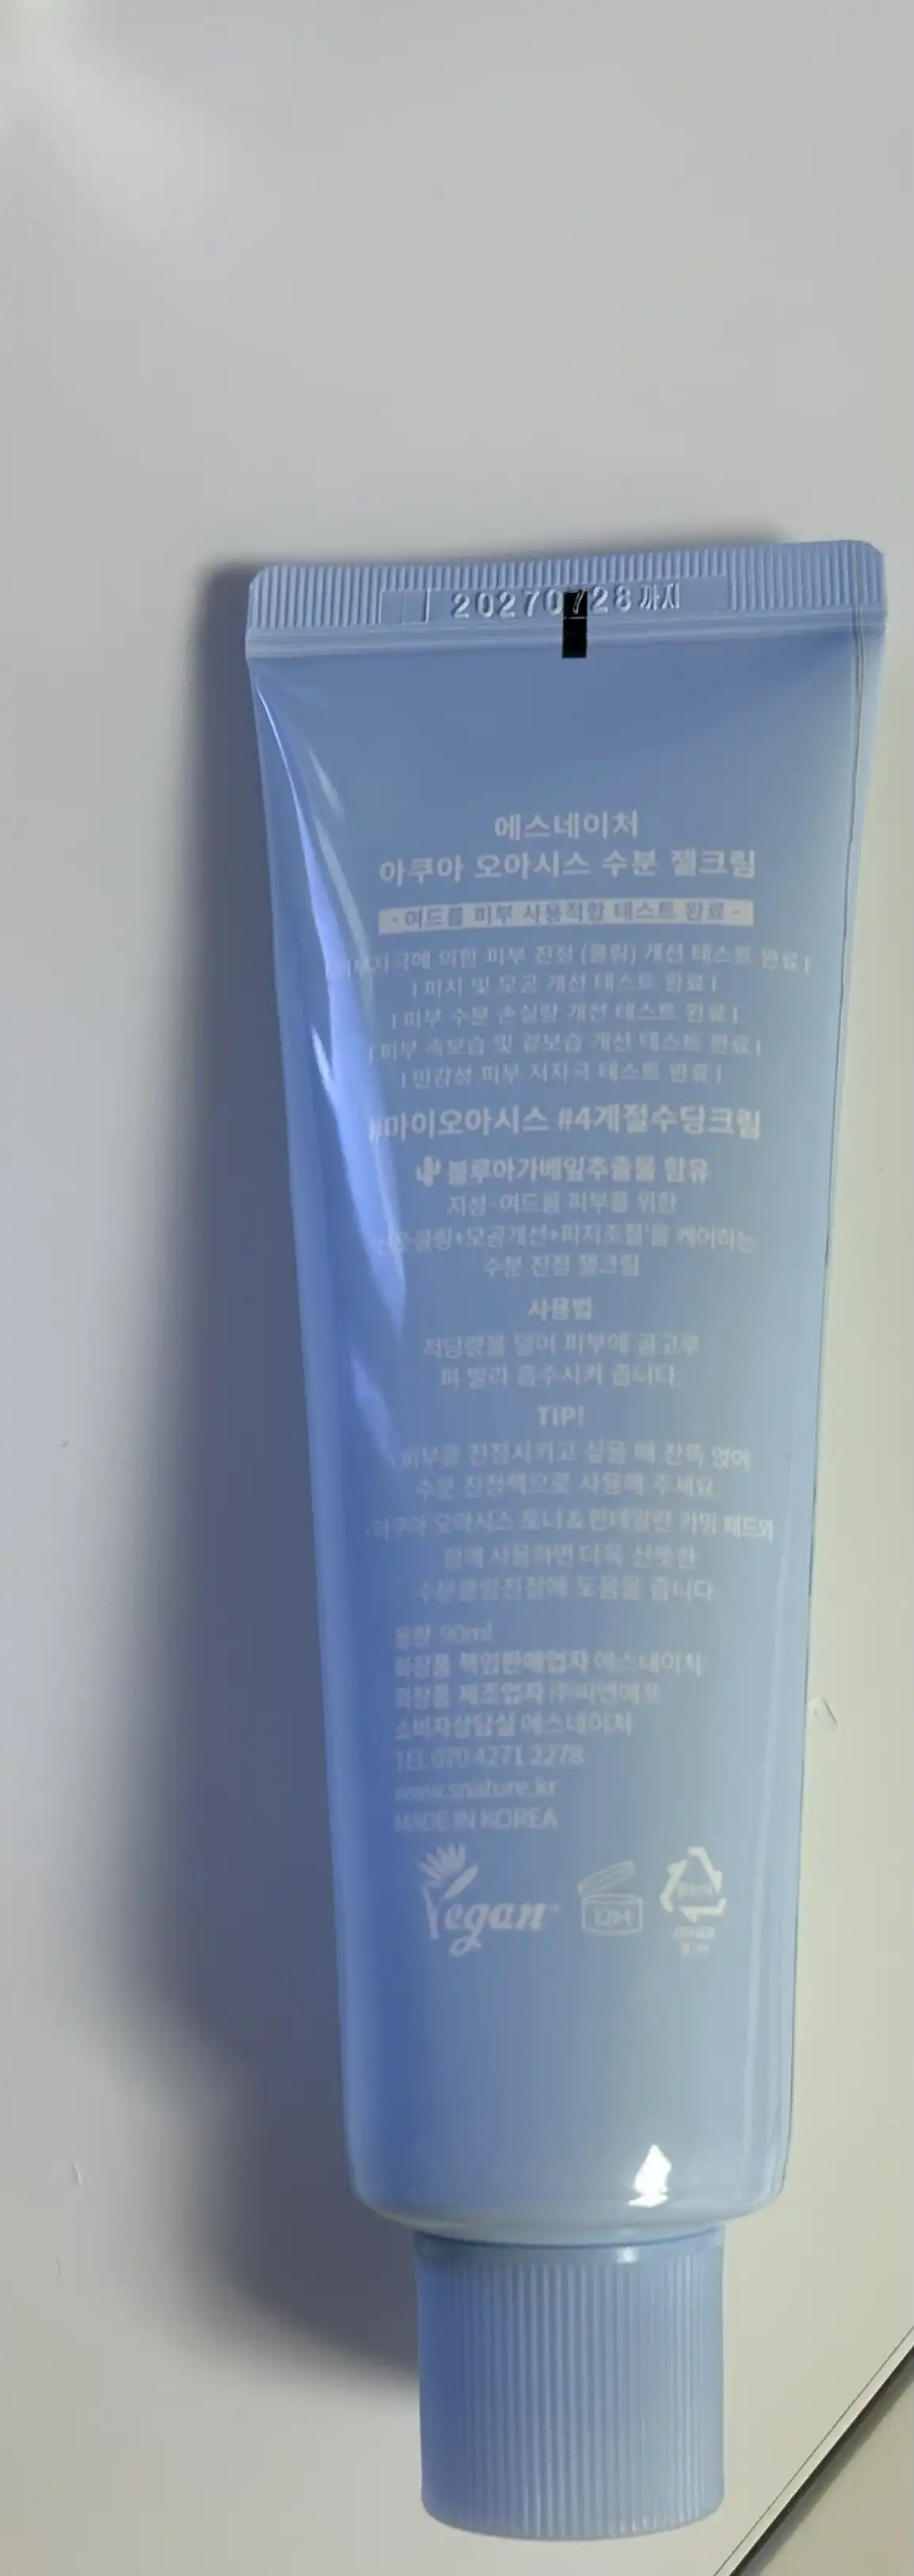 20270728 까지
에스네이처
아쿠아 오아시스 수분 젤크림
- 여드름 피부 사용적합 테스트 완료 -
피부자극에 의한 피부 진정 (쿨링) 개선 테스트 완료 |
| 피지 및 모공 개선 테스트 완료 |
| 피부 수분 손실량 개선 테스트 완료 |
| 피부 속보습 및 겉보습 개선 테스트 완료 |
| 민감성 피부 저자극 테스트 완료 |
#마이오아시스 #4계절수딩크림
블루아가베잎추출물 함유
지성·여드름 피부를 위한
쿨링+모공개선+피지조절'을 케어하는
수분 진정 젤크림
사용법
적당량을 덜어 피부에 골고루
펴 발라 흡수시켜 줍니다.
TIP!
피부를 진정시키고 싶을 때 잔뜩 얹어
수분 진정팩으로 사용해 주세요.
·아쿠아 오아시스 토너 & 판테알란 카밍 패드와
함께 사용하면 더욱 산뜻한
수분쿨링진정에 도움을 줍니다.
용량 90ml
화장품 책임판매업자 에스네이처
화장품 제조업자 ㈜씨엔에프
소비자상담실 에스네이처
TEL 070 4271 2278
www.snature.kr
MADE IN KOREA
Vegan
12M
OTHER